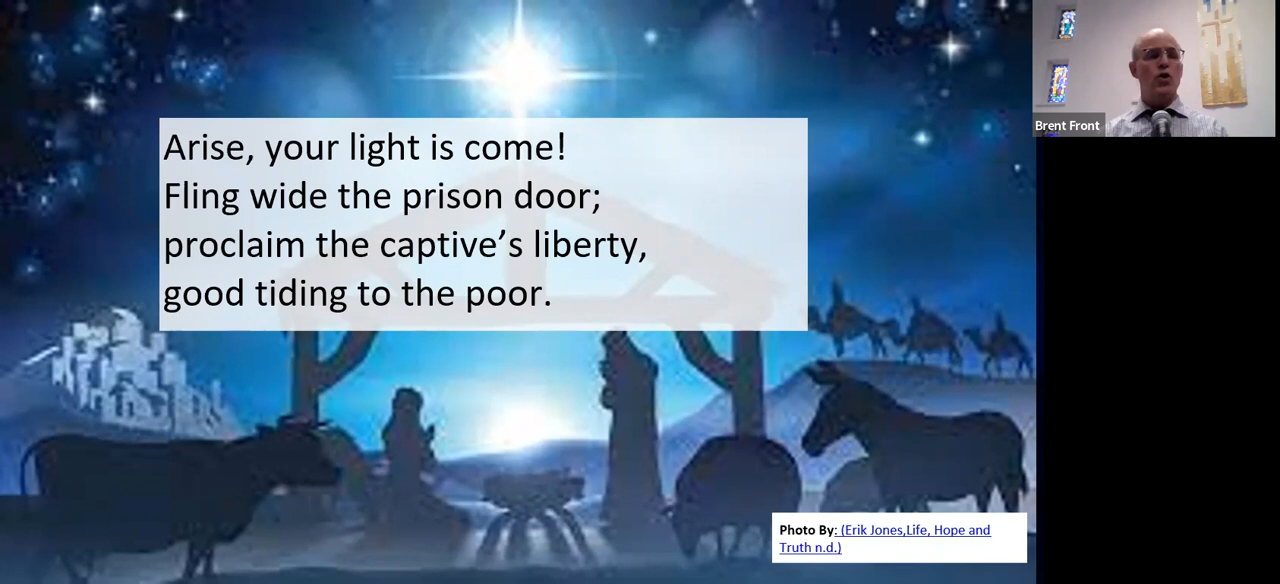 Arise, your light is come!
Fling wide the prison door;
proclaim the captive’s liberty,
good tiding to the poor.
Brent Front
Photo By: (Erik Jones,Life, Hope and
Truth n.d.)